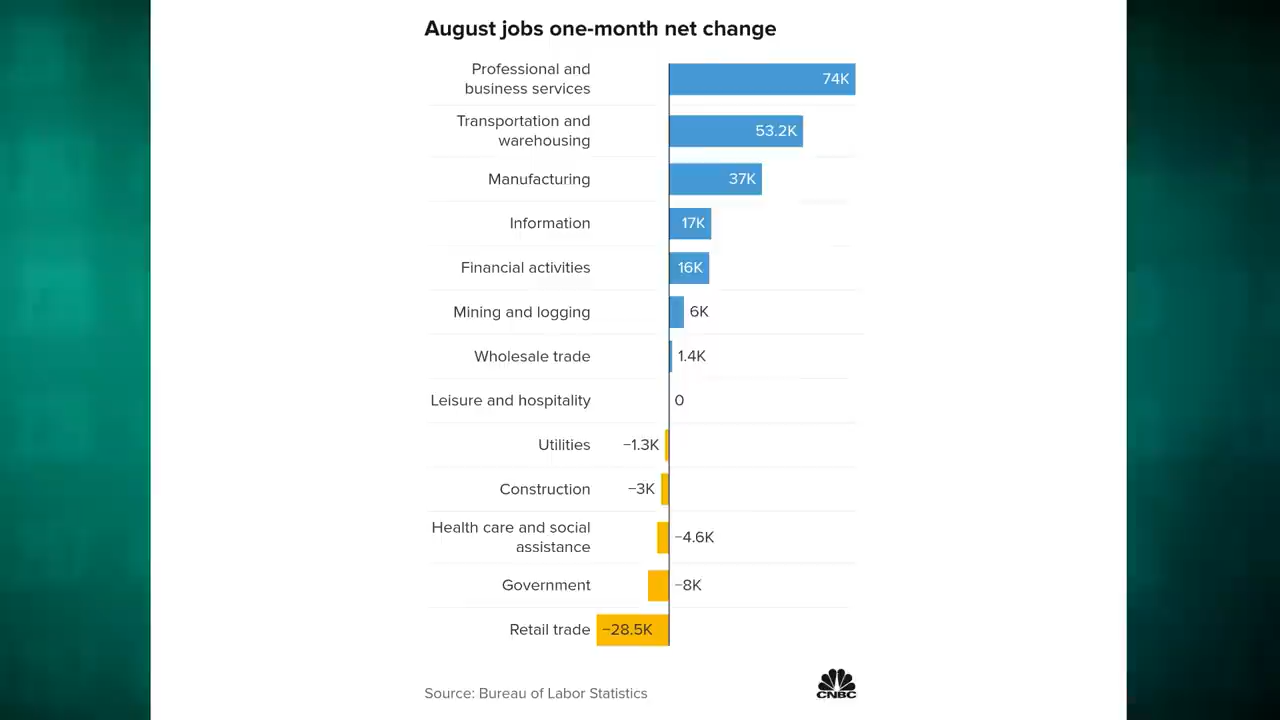 August jobs one-month net change
Professional and
business services
74K
Transportation and
warehousing
53.2K
Manufacturing
37K
Information
17K
Financial activities
16K
Mining and logging
6K
Wholesale trade
1.4K
Leisure and hospitality
0
Utilities
−1.3K
Construction
−3K
Health care and social
assistance
−4.6K
Government
−8K
Retail trade
−28.5K
Source: Bureau of Labor Statistics
CNBC